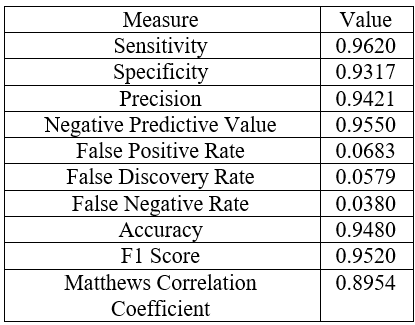 Measure Value
Sensitivity 0.9620
Specificity 0.9317
Precision 0.9421
Negative Predictive Value 0.9550
False Positive Rate 0.0683
False Discovery Rate 0.0579
False Negative Rate 0.0380
Accuracy 0.9480
F1 Score 0.9520
Matthews Correlation 0.8954
Coefficient